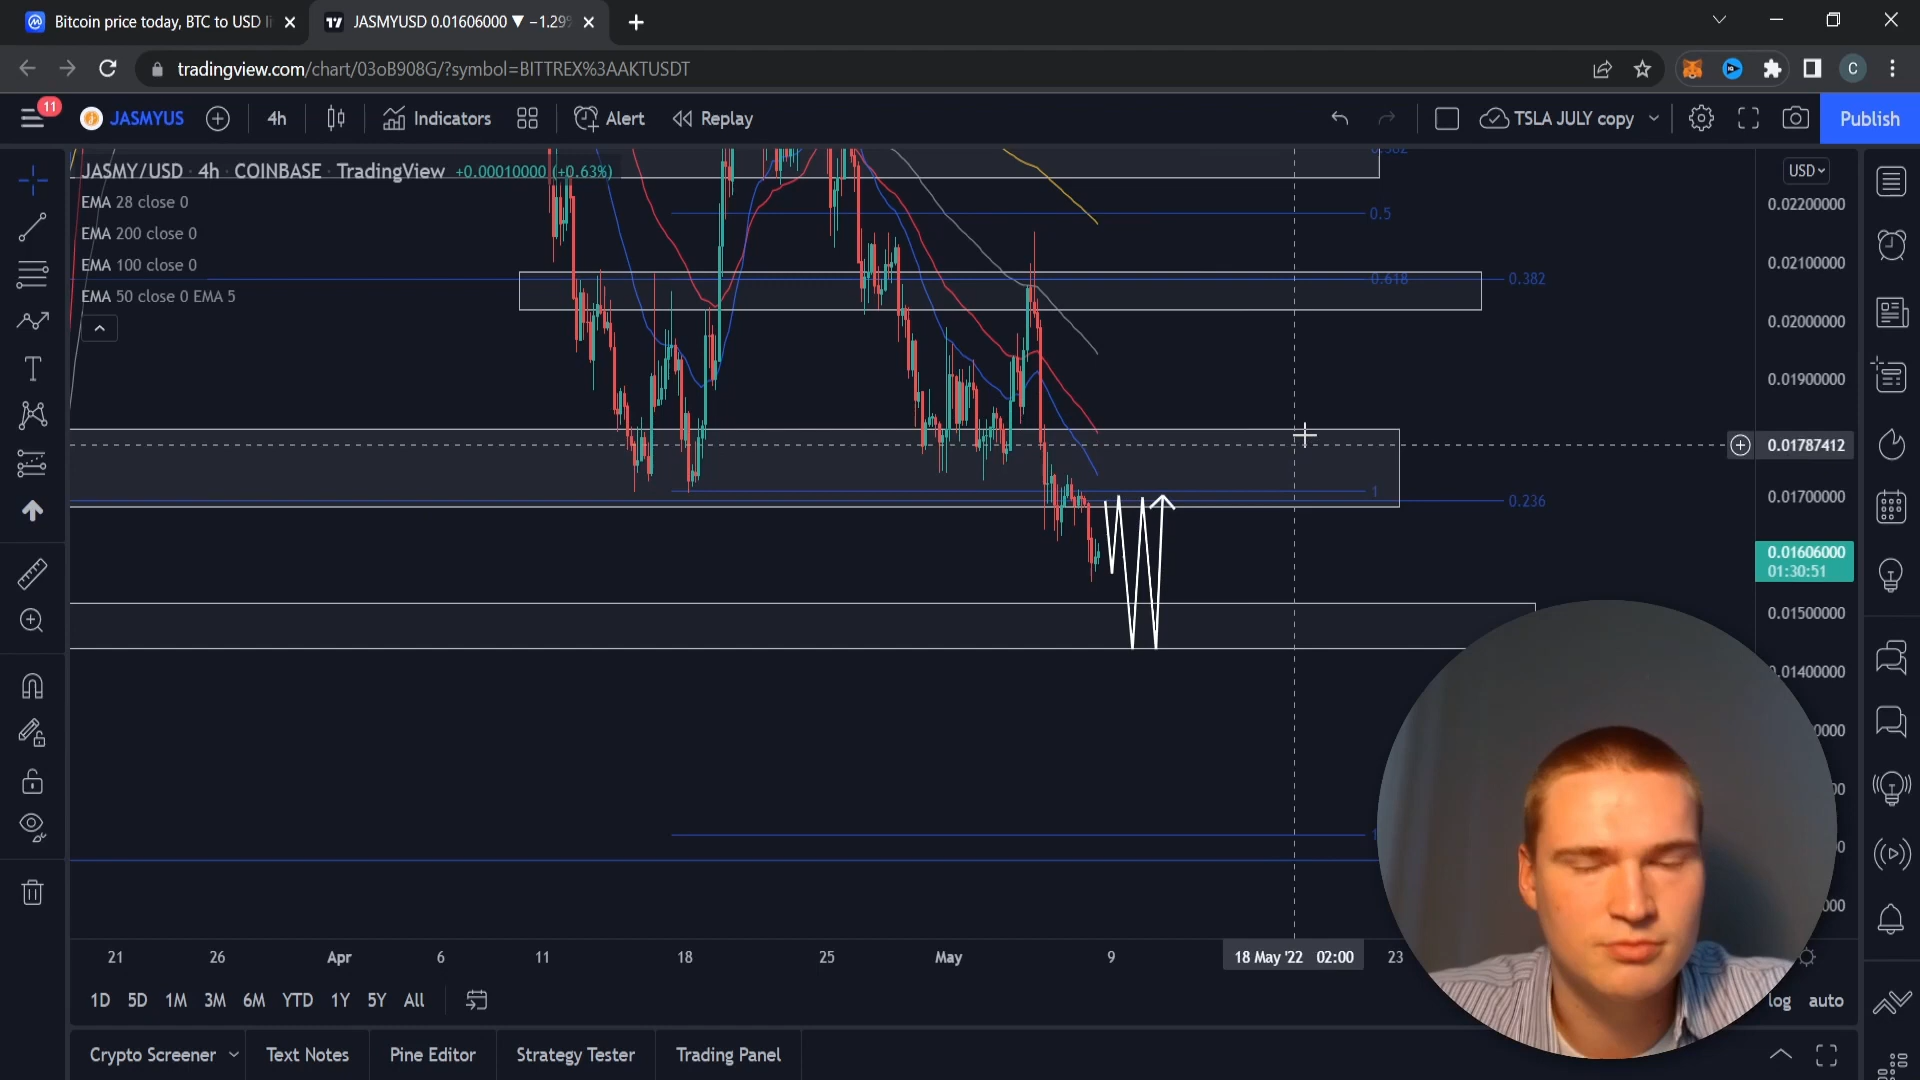 Bitcoin price today, BTC to USD li
JASMYUSD 0.01606000 ▼ −1.29%
tradingview.com/chart/03oB908G/?symbol=BITTREX%3AAKTUSDT
C
11
JASMYUS
4h
Indicators
Alert
Replay
TSLA JULY copy
Publish
JASMY/USD · 4h · COINBASE · TradingView +0.00010000 (+0.63%)
EMA 28 close 0
EMA 200 close 0
EMA 100 close 0
EMA 50 close 0 EMA 5
USD
0.382
0.5
0.618
0.382
1
0.236
0.02200000
0.02100000
0.02000000
0.01900000
0.01787412
0.01700000
0.01606000
01:30:51
0.01500000
0.01400000
21 26 Apr 6 11 18 25 May 9 18 May '22 02:00 23
1D 5D 1M 3M 6M YTD 1Y 5Y All
log auto
Crypto Screener Text Notes Pine Editor Strategy Tester Trading Panel